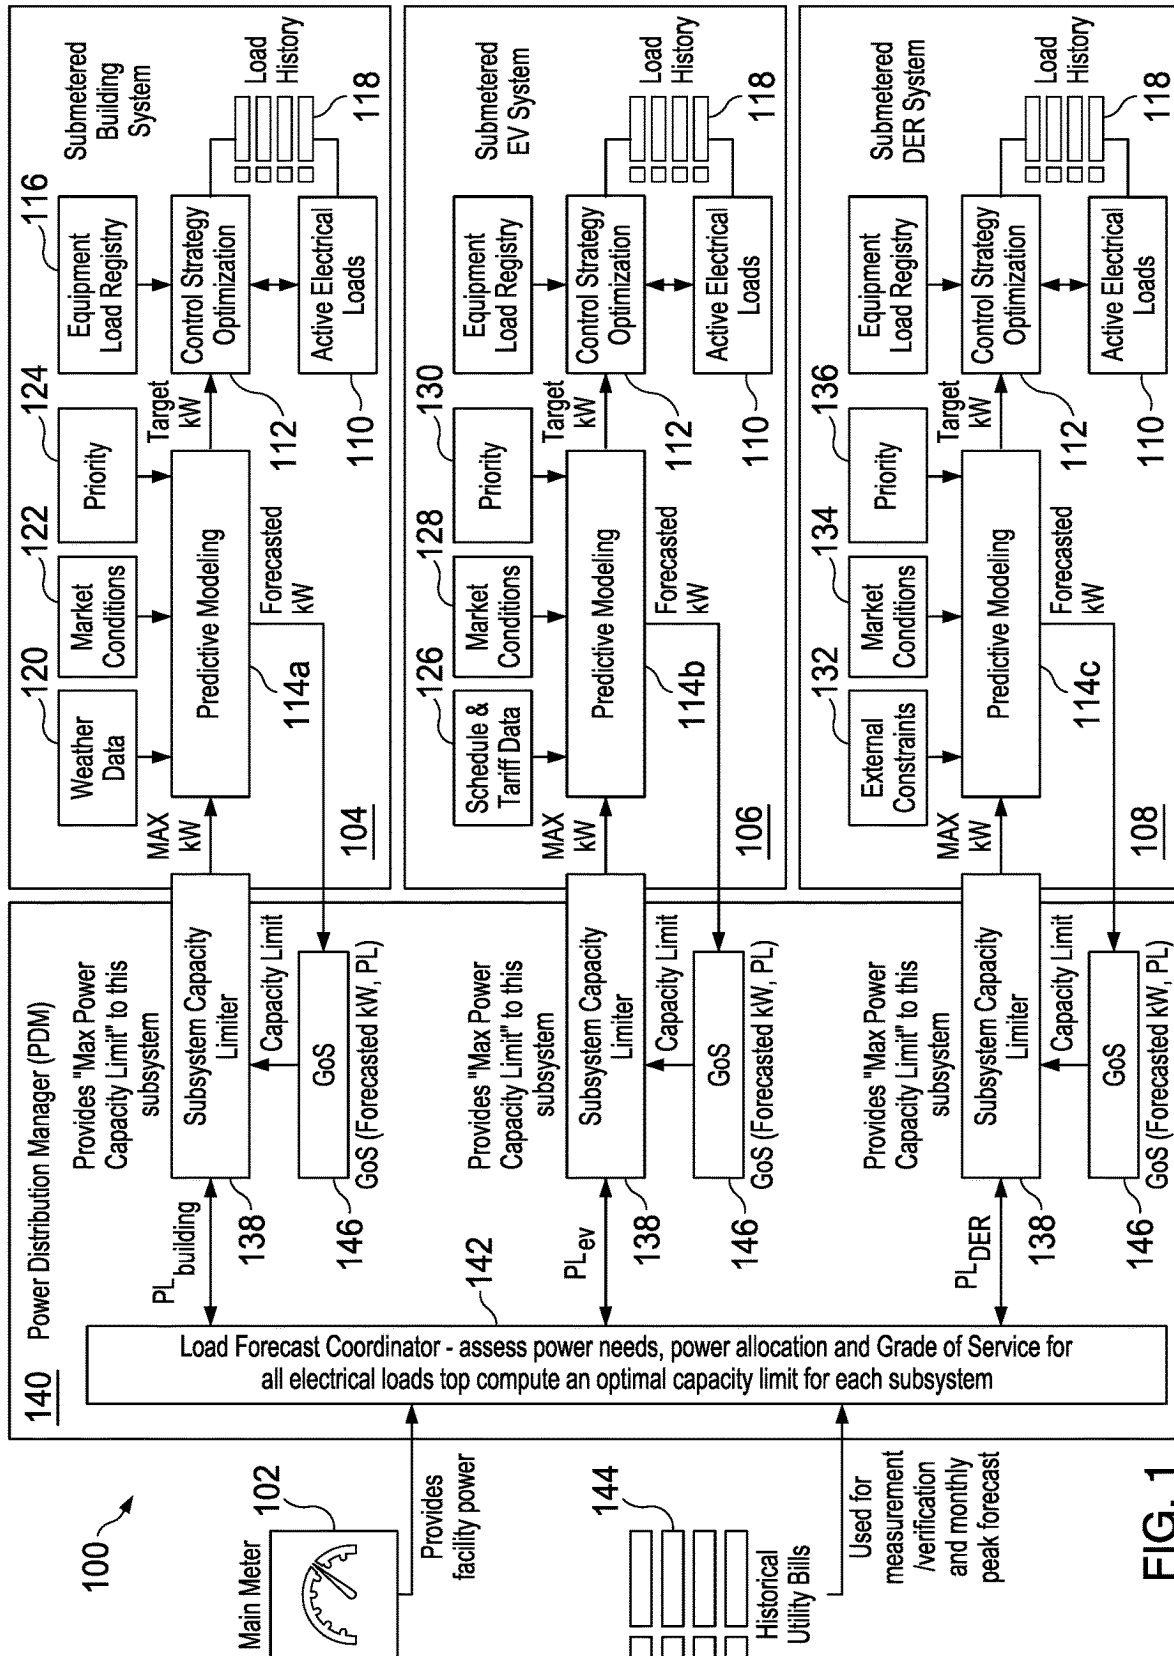 100
Main Meter
102
Provides
facility power
144
Historical
Utility Bills
Used for
measurement
/verification
and monthly
peak forecast
FIG. 1
140
Power Distribution Manager (PDM)
Load Forecast Coordinator - assess power needs, power allocation and Grade of Service for
all electrical loads top compute an optimal capacity limit for each subsystem
142
PL building
138
Provides "Max Power
Capacity Limit" to this
subsystem
Subsystem Capacity
Limiter
Capacity Limit
GoS
GoS (Forecasted kW, PL)
146
MAX
kW
104
Submetered
Building
System
120
Weather
Data
122
Market
Conditions
124
Priority
116
Equipment
Load Registry
Predictive Modeling
114a
Forecasted
kW
Target
kW
Control Strategy
Optimization
112
Active Electrical
Loads
110
Load
History
118
PL ev
138
Provides "Max Power
Capacity Limit" to this
subsystem
Subsystem Capacity
Limiter
Capacity Limit
GoS
GoS (Forecasted kW, PL)
146
MAX
kW
106
Submetered
EV System
126
Schedule &
Tariff Data
128
Market
Conditions
130
Priority
Equipment
Load Registry
Predictive Modeling
114b
Forecasted
kW
Target
kW
Control Strategy
Optimization
112
Active Electrical
Loads
110
Load
History
118
PL DER
138
Provides "Max Power
Capacity Limit" to this
subsystem
Subsystem Capacity
Limiter
Capacity Limit
GoS
GoS (Forecasted kW, PL)
146
MAX
kW
108
Submetered
DER System
132
External
Constraints
134
Market
Conditions
136
Priority
Equipment
Load Registry
Predictive Modeling
114c
Forecasted
kW
Target
kW
Control Strategy
Optimization
112
Active Electrical
Loads
110
Load
History
118